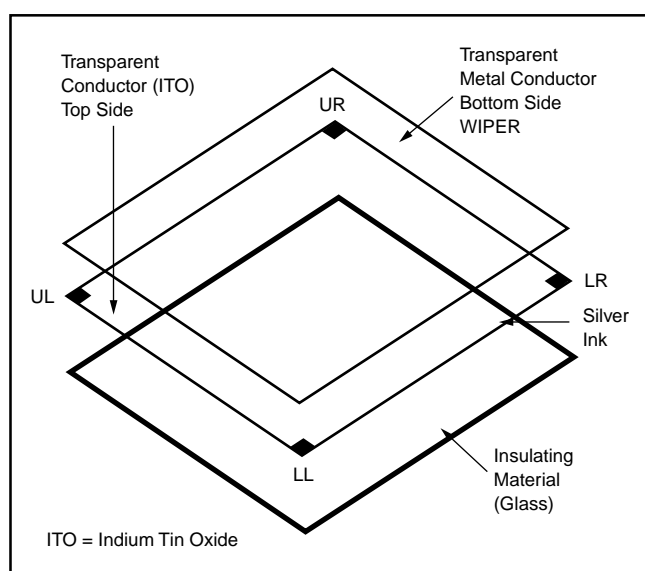 Transparent
Conductor (ITO)
Top Side
Transparent
Metal Conductor
Bottom Side
WIPER
UR
UL
LR
Silver
Ink
LL
Insulating
Material
(Glass)
ITO = Indium Tin Oxide